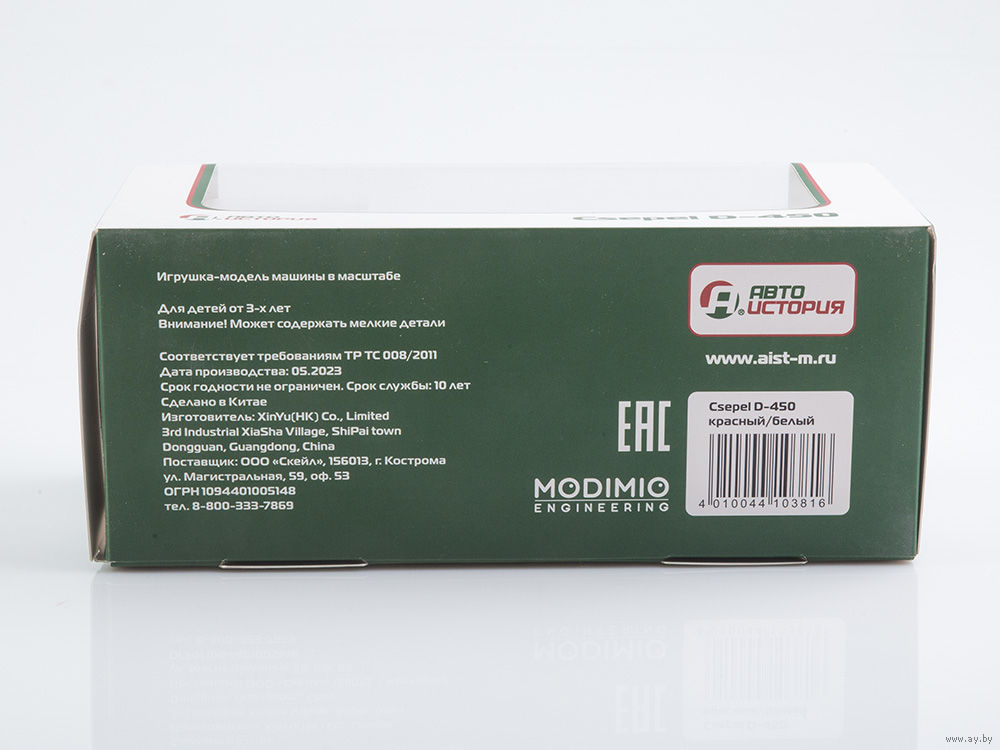 АВТО
ИСТОРИЯ
Csepel D-450
Игрушка-модель машины в масштабе
Для детей от 3-х лет
Внимание! Может содержать мелкие детали
Соответствует требованиям ТР ТС 008/2011
Дата производства: 05.2023
Срок годности не ограничен. Срок службы: 10 лет
Сделано в Китае
Изготовитель: XinYu(HK) Co., Limited
3rd Industrial XiaSha Village, ShiPai town
Dongguan, Guangdong, China
Поставщик: ООО «Скейл», 156013, г. Кострома
ул. Магистральная, 59, оф. 53
ОГРН 1094401005148
тел. 8-800-333-7869
EAC
MODIMIO
ENGINEERING
АВТО
ИСТОРИЯ
®
www.aist-m.ru
Csepel D-450
красный/белый
4 010044 103816
www.ay.by